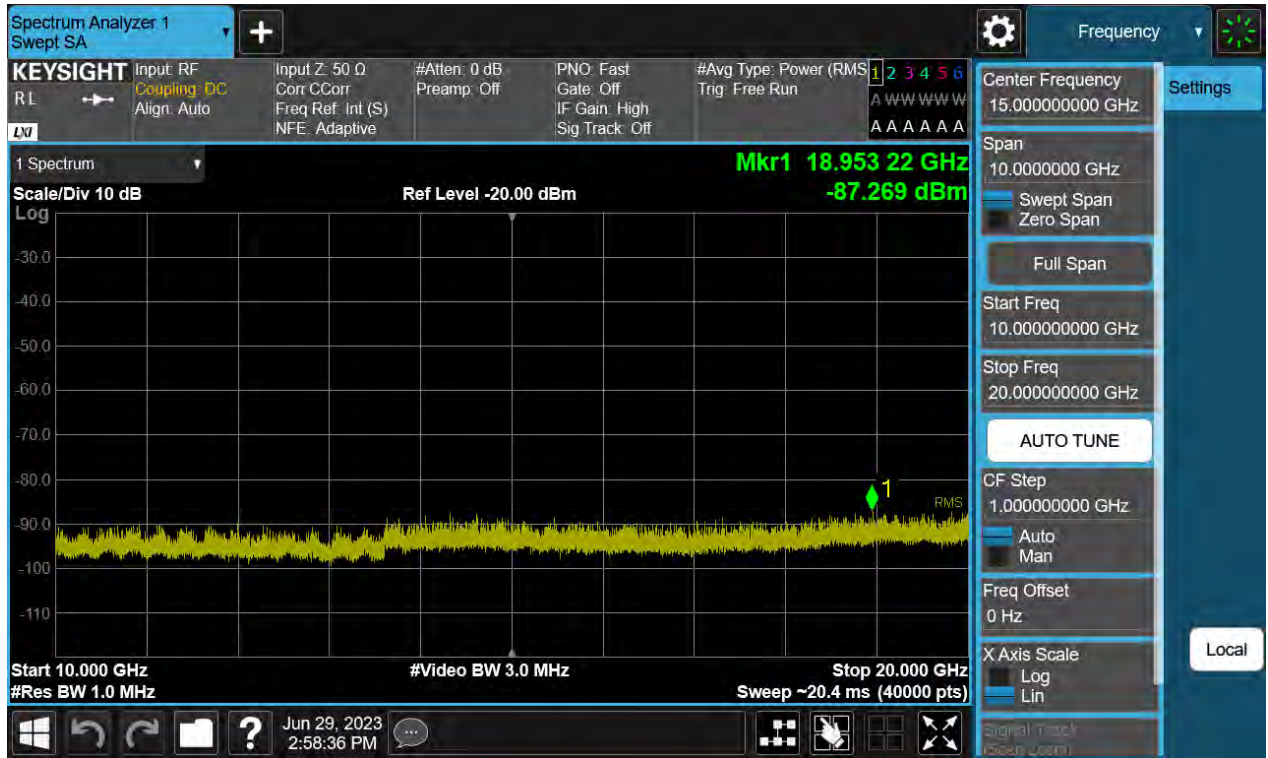 Spectrum Analyzer 1
Swept SA
+
Frequency
KEYSIGHT
RL
LXI
Input: RF
Coupling: DC
Align: Auto
Input Z: 50 Ω
Corr CCorr
Freq Ref: Int (S)
NFE: Adaptive
#Atten: 0 dB
Preamp: Off
PNO: Fast
Gate: Off
IF Gain: High
Sig Track: Off
#Avg Type: Power (RMS
Trig: Free Run
1 2 3 4 5 6
A W W W W W
A A A A A A
1 Spectrum
Mkr1 18.953 22 GHz
-87.269 dBm
Scale/Div 10 dB
Ref Level -20.00 dBm
Log
-30.0
-40.0
-50.0
-60.0
-70.0
-80.0
-90.0
-100
-110
1
RMS
Start 10.000 GHz
#Video BW 3.0 MHz
Stop 20.000 GHz
#Res BW 1.0 MHz
Sweep ~20.4 ms (40000 pts)
Center Frequency
15.000000000 GHz
Span
10.0000000 GHz
Swept Span
Zero Span
Full Span
Start Freq
10.000000000 GHz
Stop Freq
20.000000000 GHz
AUTO TUNE
CF Step
1.000000000 GHz
Auto
Man
Freq Offset
0 Hz
X Axis Scale
Log
Lin
Signal Track
(Span Zoom)
Settings
Local
?
Jun 29, 2023
2:58:36 PM